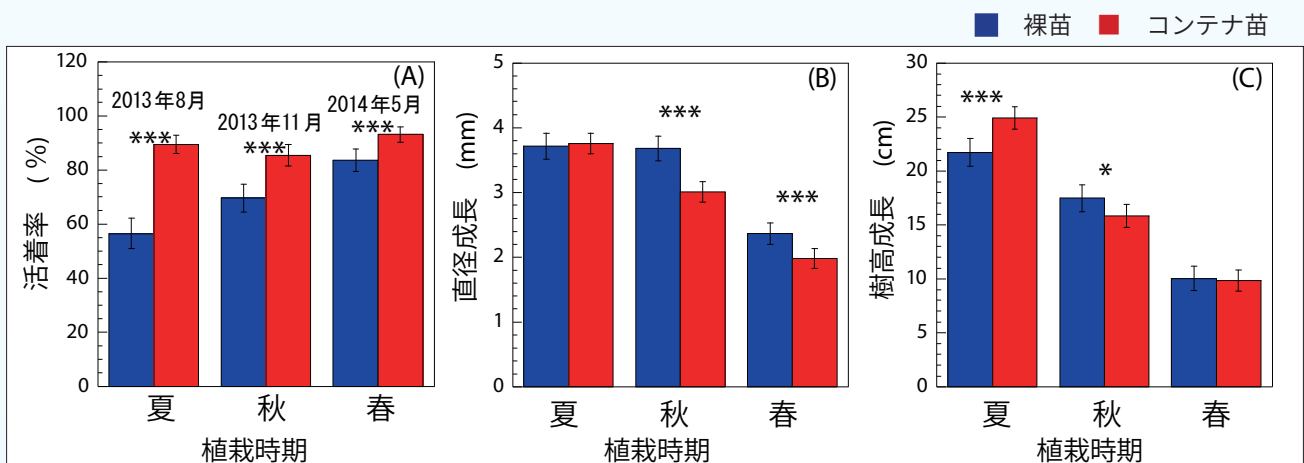 裸苗 コンテナ苗
(A)
120
100
80
60
40
20
0
活着率 (%)
2013年8月
2013年11月
2014年5月
***
***
***
夏 秋 春
植栽時期
(B)
5
4
3
2
1
0
直径成長 (mm)
***
***
夏 秋 春
植栽時期
(C)
30
25
20
15
10
5
0
樹高成長 (cm)
***
*
夏 秋 春
植栽時期